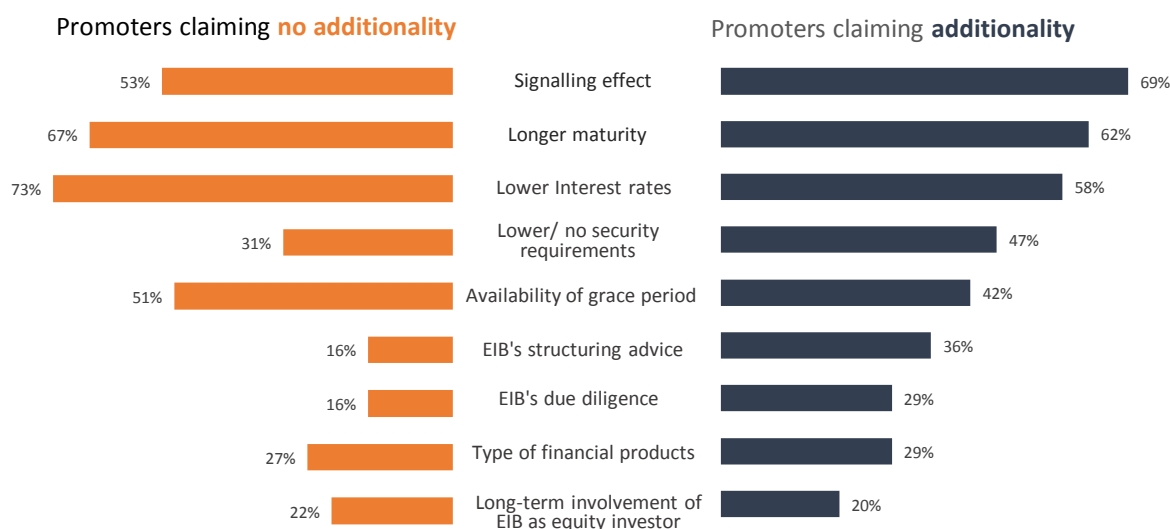 Promoters claiming no additionality
Promoters claiming additionality
53%
Signalling effect
69%
67%
Longer maturity
62%
73%
Lower Interest rates
58%
31%
Lower/ no security
requirements
47%
51%
Availability of grace period
42%
16%
EIB's structuring advice
36%
16%
EIB's due diligence
29%
27%
Type of financial products
29%
22%
Long-term involvement of
EIB as equity investor
20%